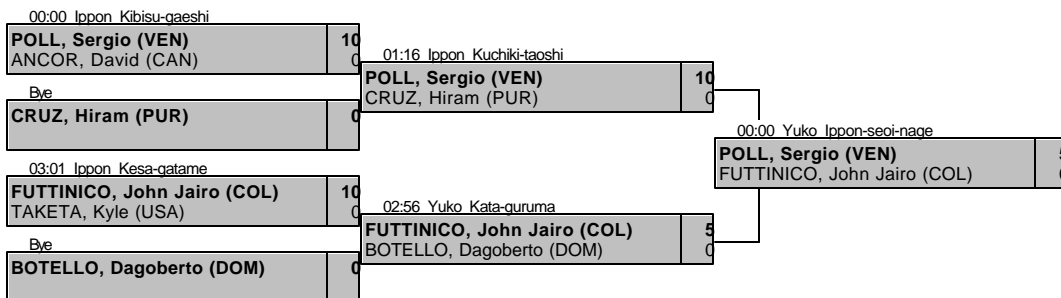 00:00 Ippon Kibisu-gaeshi
POLL, Sergio (VEN) 10
ANCOR, David (CAN) 0
Bye
CRUZ, Hiram (PUR) 0
03:01 Ippon Kesa-gatame
FUTTINICO, John Jairo (COL) 10
TAKETA, Kyle (USA) 0
Bye
BOTELLO, Dagoberto (DOM) 0
01:16 Ippon Kuchiki-taoshi
POLL, Sergio (VEN) 10
CRUZ, Hiram (PUR) 0
02:56 Yuko Kata-guruma
FUTTINICO, John Jairo (COL) 5
BOTELLO, Dagoberto (DOM) 0
00:00 Yuko Ippon-seoi-nage
POLL, Sergio (VEN)
FUTTINICO, John Jairo (COL)